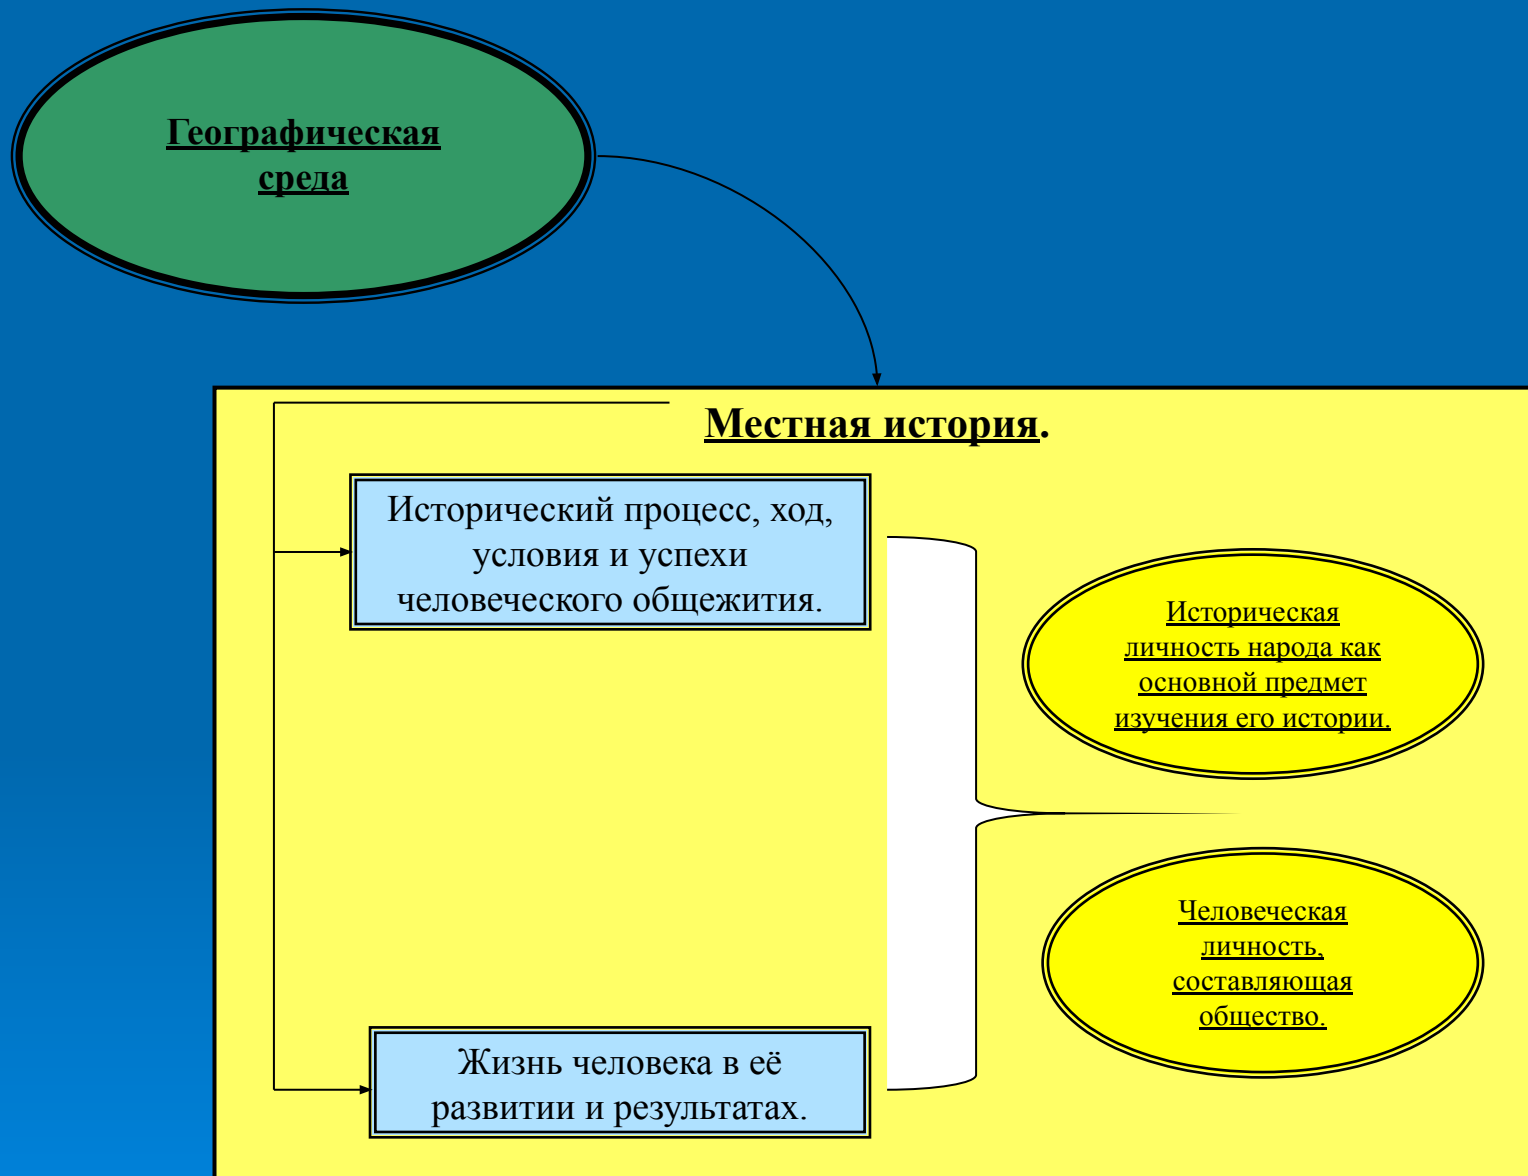 Географическая
среда
Местная история.
Исторический процесс, ход,
условия и успехи
человеческого общежития.
Историческая
личность народа как
основной предмет
изучения его истории.
Человеческая
личность,
составляющая
общество.
Жизнь человека в её
развитии и результатах.